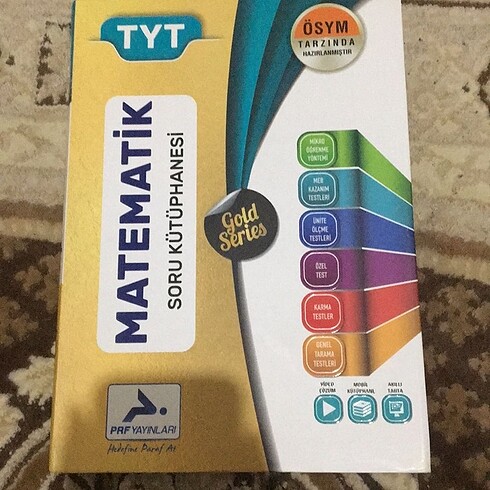 TYT
ÖSYM
TARZINDA
HAZIRLANMIŞTIR
MATEMATİK
SORU KÜTÜPHANESİ
Gold
Series
MİKRO
ÖĞRENME
YÖNTEMİ
MEB
KAZANIM
TESTLERİ
ÜNİTE
ÖLÇME
TESTLERİ
ÖZEL
TEST
KARMA
TESTLER
GENEL
TARAMA
TESTLERİ
VİDEO
ÇÖZÜM
MOBİL
KÜTÜPHANE
AKILLI
TAHTA
PRF YAYINLARI
Hedefine Paraf At